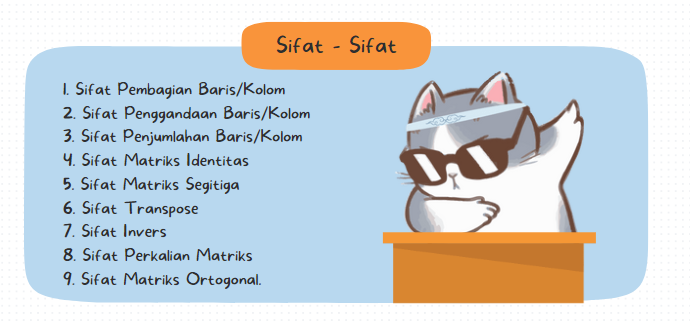 Sifat - Sifat
1. Sifat Pembagian Baris/Kolom
2. Sifat Penggandaan Baris/Kolom
3. Sifat Penjumlahan Baris/Kolom
4. Sifat Matriks Identitas
5. Sifat Matriks Segitiga
6. Sifat Transpose
7. Sifat Invers
8. Sifat Perkalian Matriks
9. Sifat Matriks Ortogonal.